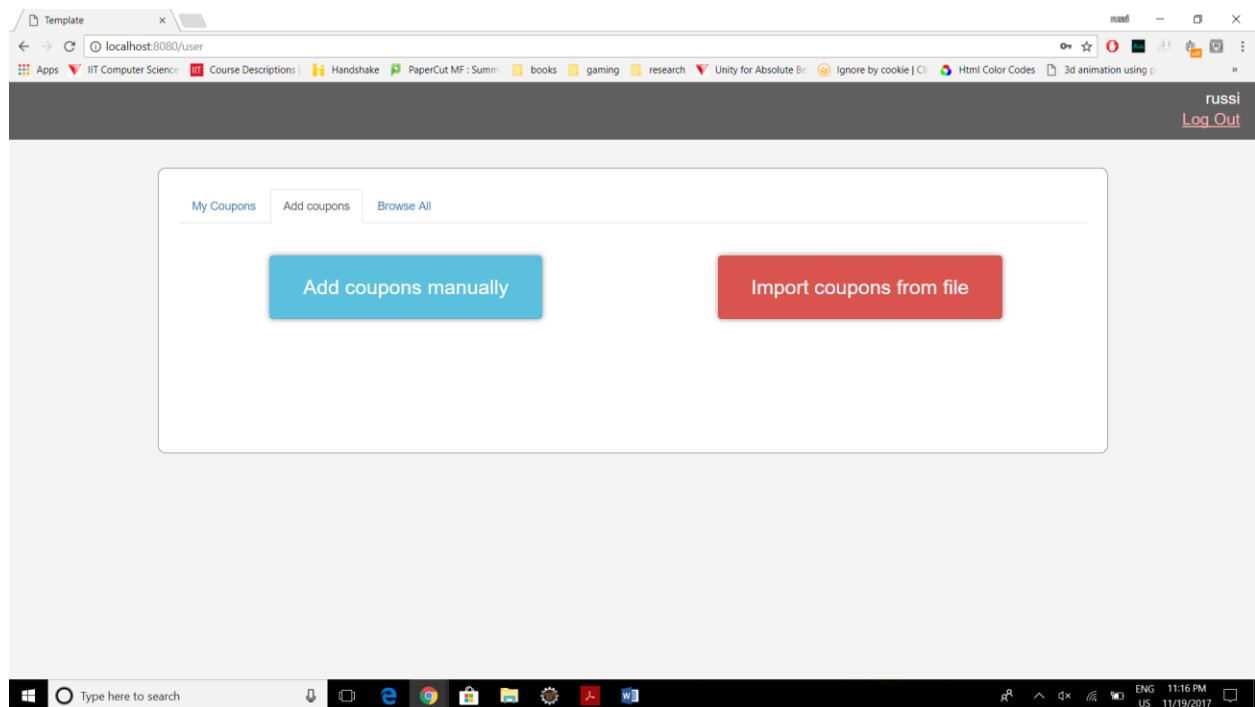 Template
russi
localhost:8080/user
Apps IIT Computer Science Course Descriptions | Handshake PaperCut MF : Summ books gaming research Unity for Absolute Be Ignore by cookie | Cli Html Color Codes 3d animation using p »
russi
Log Out
My Coupons Add coupons Browse All
Add coupons manually Import coupons from file
Type here to search
ENG 11:16 PM
US 11/19/2017